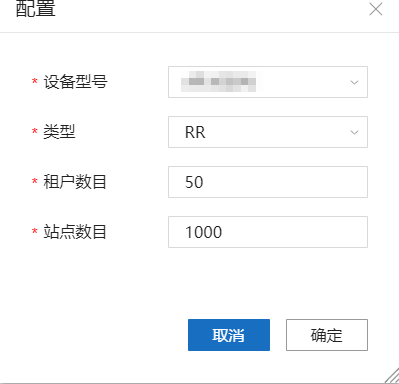 配置
* 设备型号
* 类型 RR
* 租户数目 50
* 站点数目 1000
取消 确定